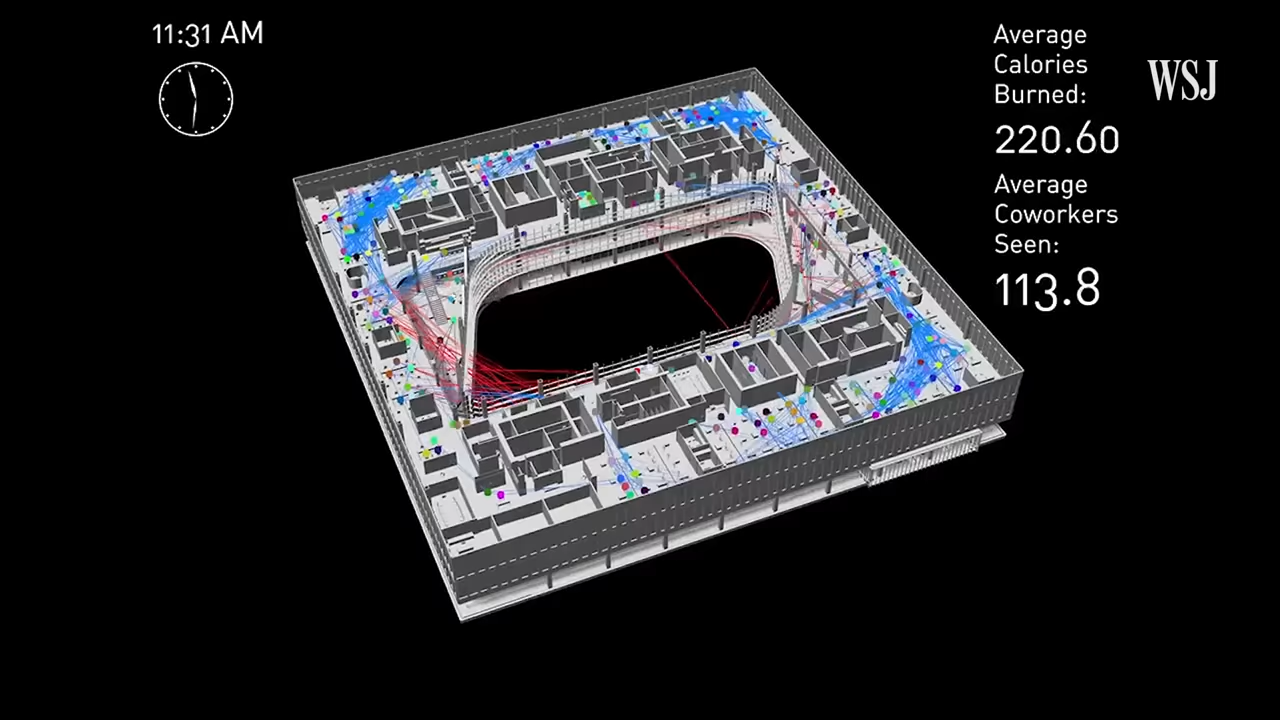 11:31 AM
Average
Calories
Burned:
220.60
Average
Coworkers
Seen:
113.8
WSJ